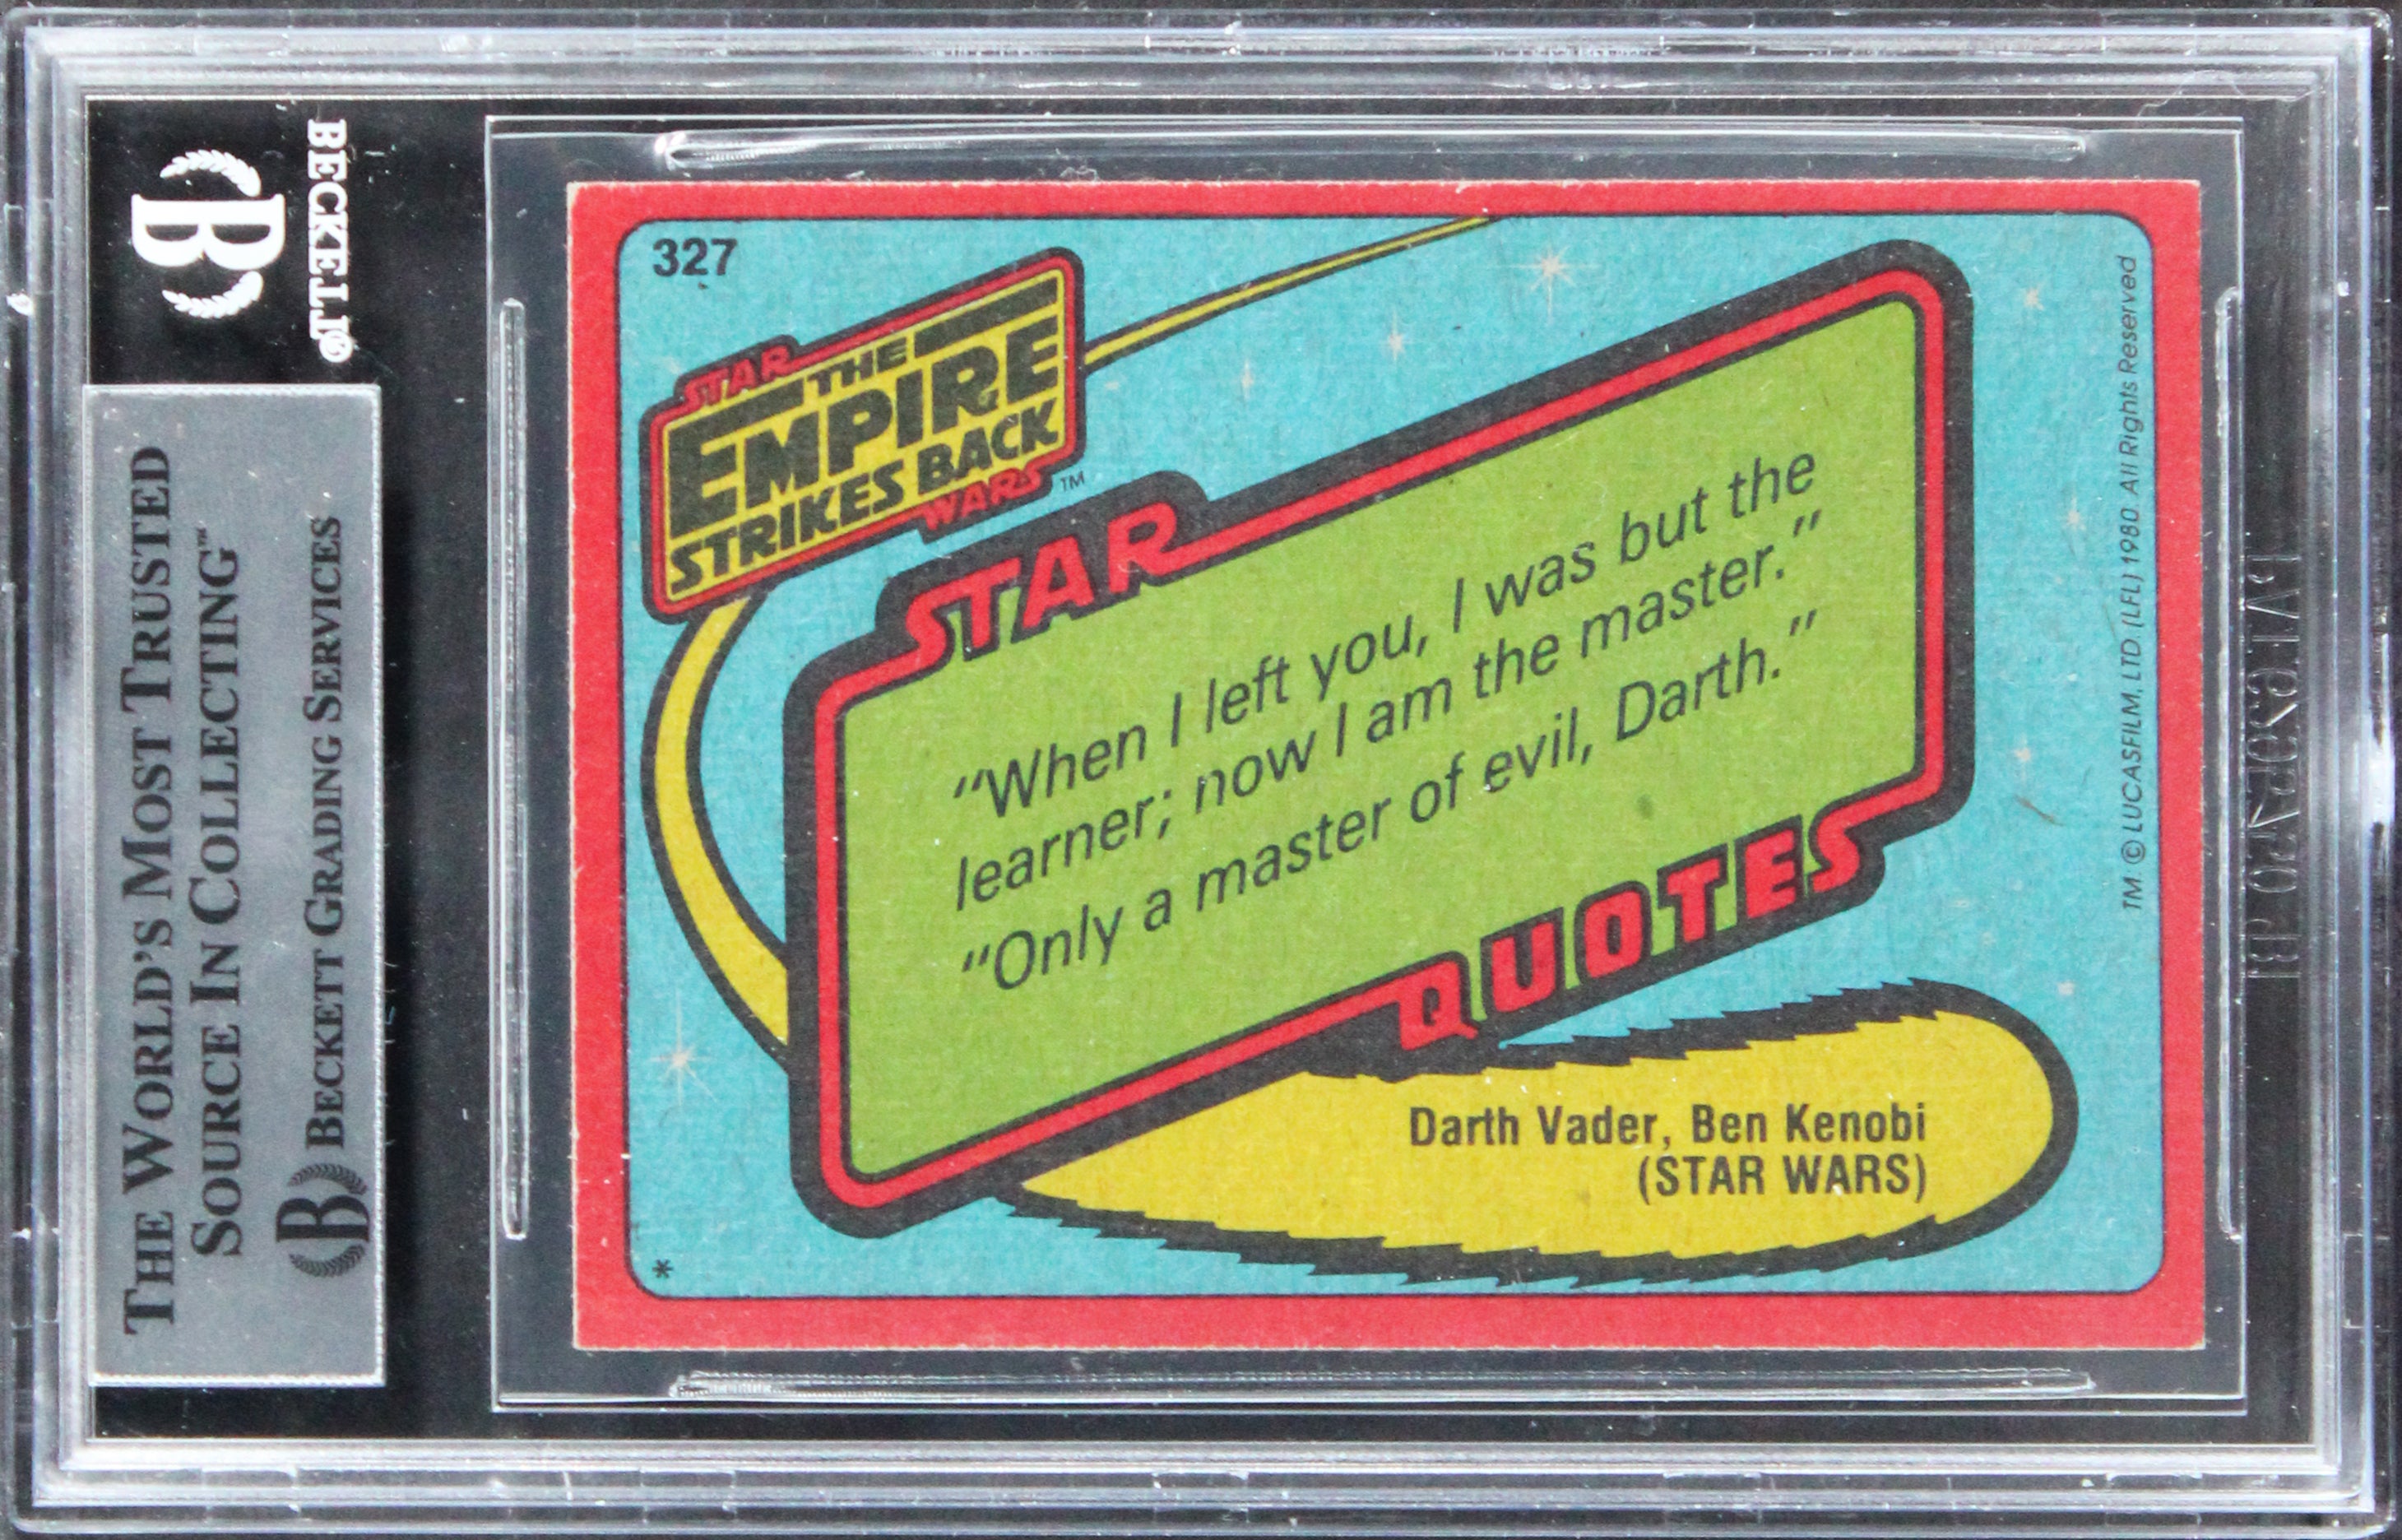 BECKETT®
B
THE WORLD'S MOST TRUSTED
SOURCE IN COLLECTING™
B BECKETT GRADING SERVICES
327
STAR
THE
EMPIRE
STRIKES BACK
WARS ™
STAR
"When I left you, I was but the
learner; now I am the master."
"Only a master of evil, Darth."
QUOTES
Darth Vader, Ben Kenobi
(STAR WARS)
*
TM: © LUCASFILM, LTD. (LFL) 1980. All Rights Reserved